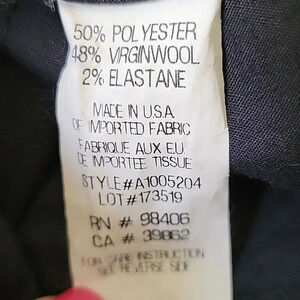 50% POLYESTER
48% VIRGINWOOL
2% ELASTANE
MADE IN U.S.A
OF IMPORTED FABRIC
FABRIQUE AUX E.U
DE IMPORTEE TISSUE
STYLE#A1005204
LOT#173519
RN # 98406
CA # 39862
FOR CARE INSTRUCTION
SEE REVERSE SIDE